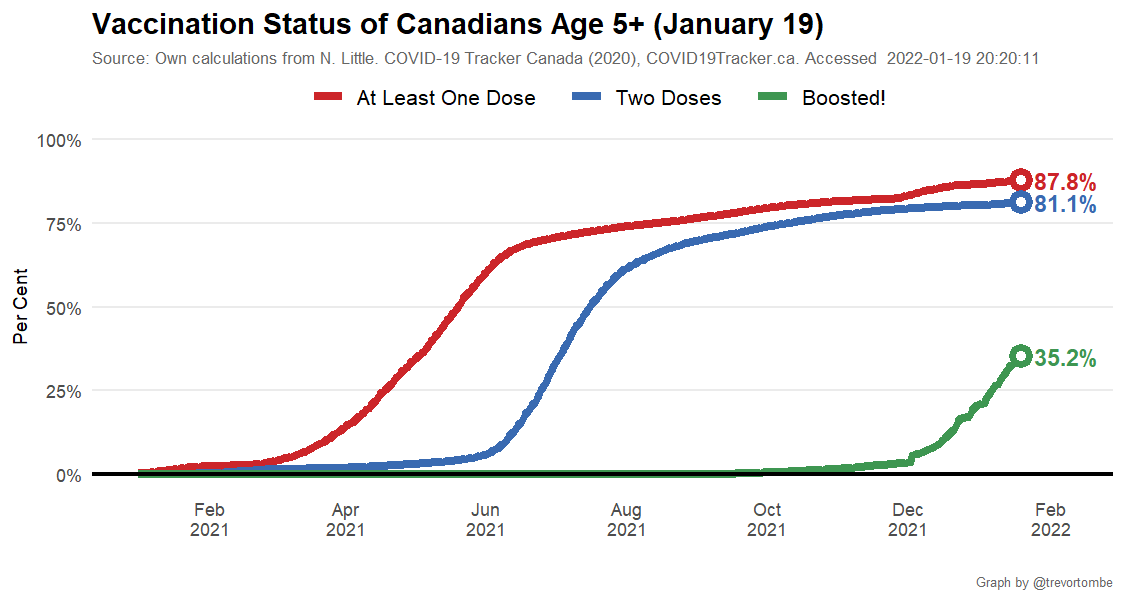 Vaccination Status of Canadians Age 5+ (January 19)
Source: Own calculations from N. Little. COVID-19 Tracker Canada (2020), COVID19Tracker.ca. Accessed  2022-01-19 20:20:11
At Least One Dose Two Doses Boosted!
100%
87.8%
81.1%
75%
50%
35.2%
25%
0%
Per Cent
Feb Apr Jun Aug Oct Dec Feb
2021 2021 2021 2021 2021 2021 2022
Graph by @trevortombe